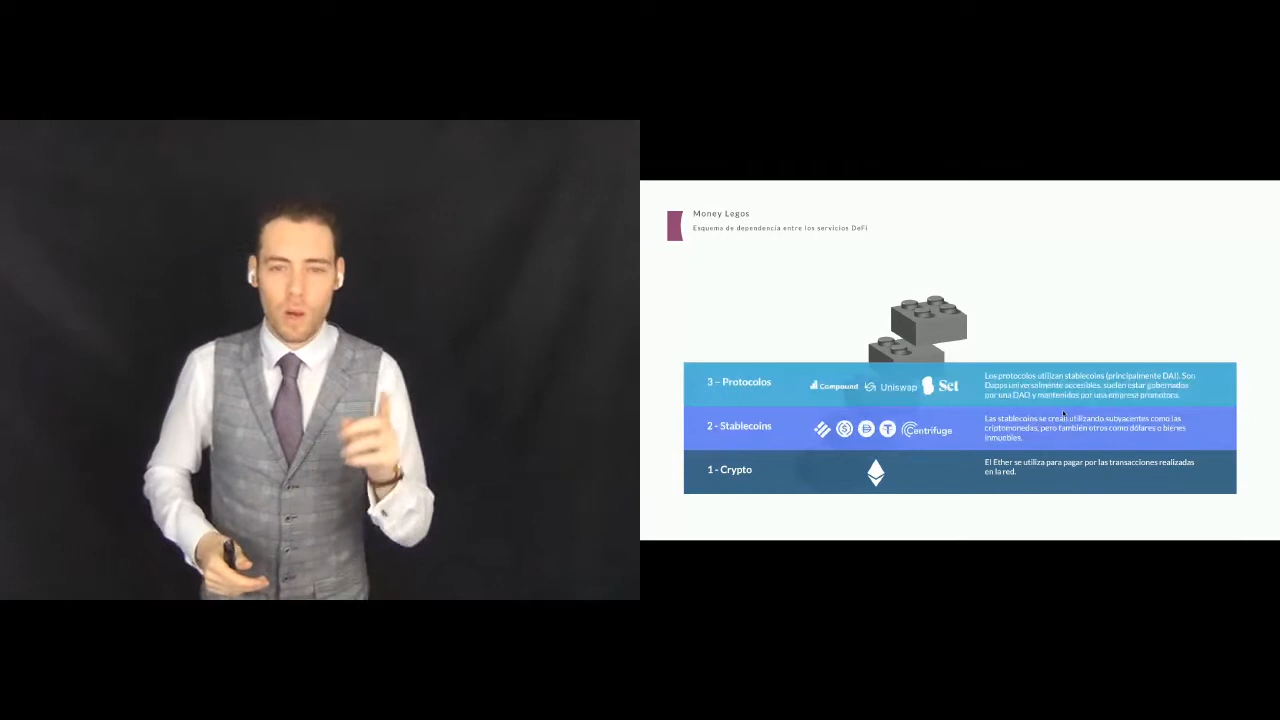 Money Legos
Esquema de dependencia entre los servicios DeFi
3 – Protocolos
Compound
Uniswap
Set
Los protocolos utilizan stablecoins (principalmente DAI). Son
Dapps universalmente accesibles, suelen estar gobernados
por una DAO y mantenidos por una empresa promotora.
2 - Stablecoins
Centrifuge
Las stablecoins se crean utilizando subyacentes como las
criptomonedas, pero también otros como dólares o bienes
inmuebles.
1 - Crypto
El Ether se utiliza para pagar por las transacciones realizadas
en la red.